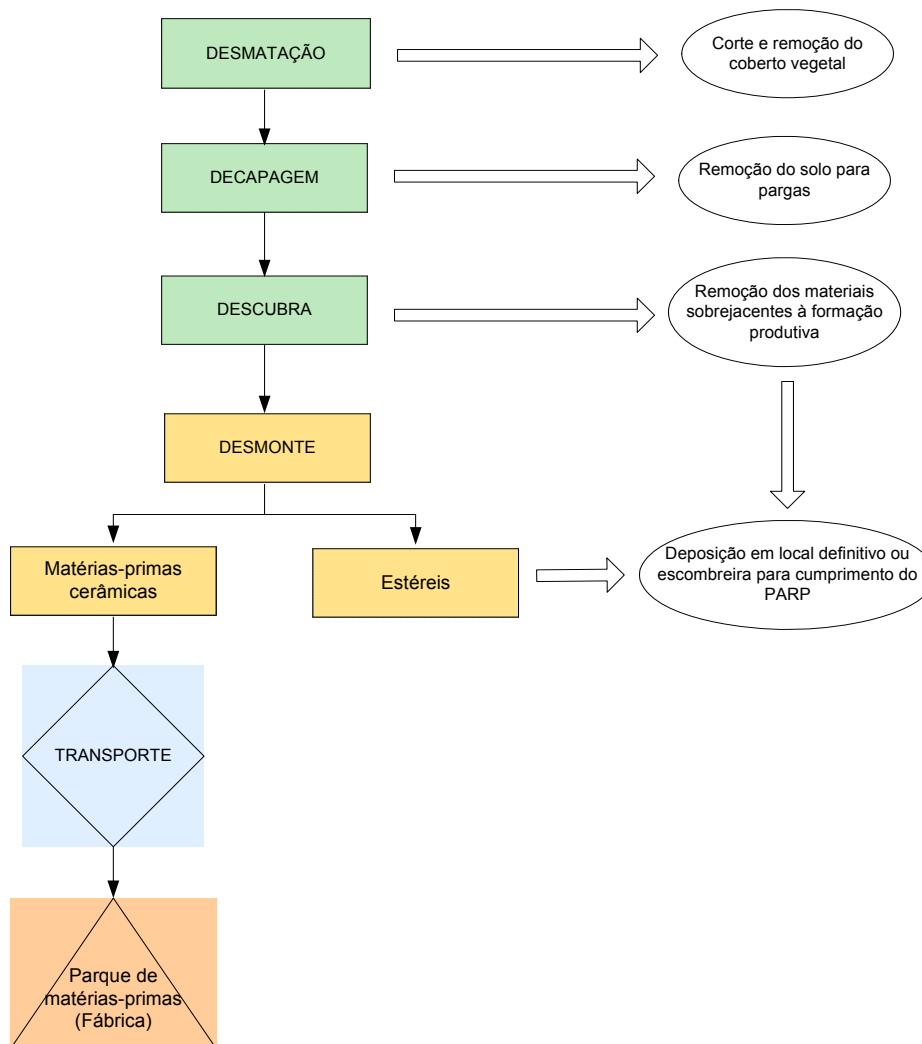 DESMATAÇÃO
Corte e remoção do
coberto vegetal
DECAPAGEM
Remoção do solo para
pargas
DESCUBRA
Remoção dos materiais
sobrejacentes à formação
produtiva
DESMONTE
Matérias-primas
cerâmicas
Estéreis
Deposição em local definitivo ou
escombreira para cumprimento do
PARP
TRANSPORTE
Parque de
matérias-primas
(Fábrica)